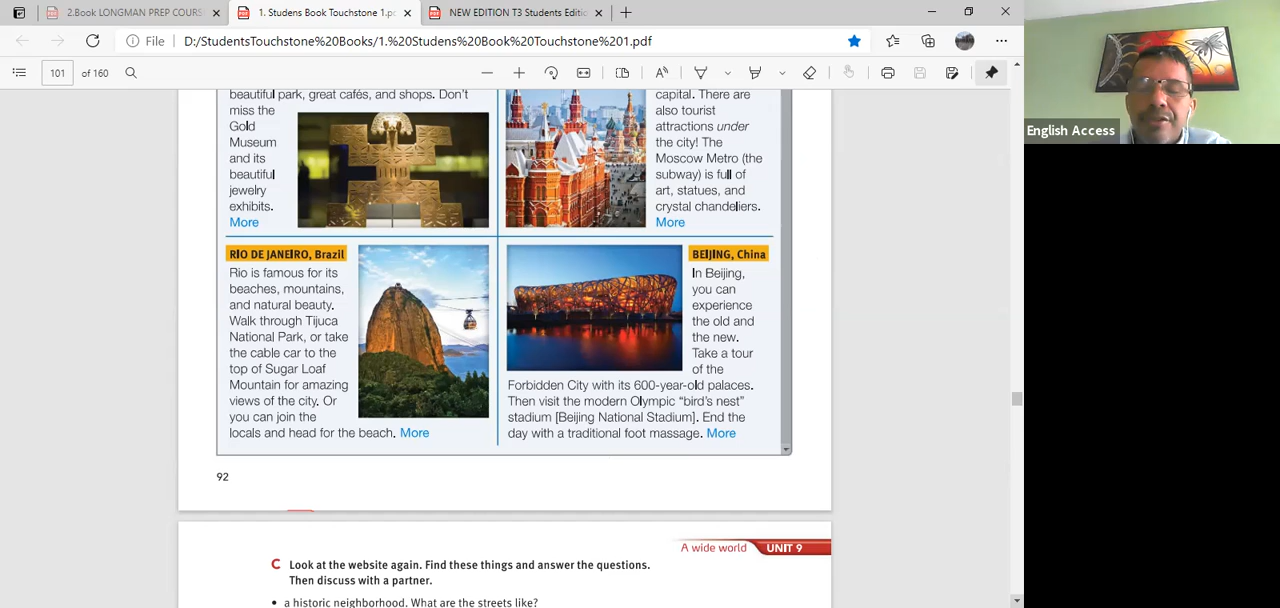 2.Book LONGMAN PREP COURS
1. Studens Book Touchstone 1.pd
NEW EDITION T3 Students Editic
File
D:/StudentsTouchstone%20Books/1.%20Studens%20Book%20Touchstone%201.pdf
101 of 160
beautiful park, great cafés, and shops. Don't
miss the
Gold
Museum
and its
beautiful
jewelry
exhibits.
More
capital. There are
also tourist
attractions under
the city! The
Moscow Metro (the
subway) is full of
art, statues, and
crystal chandeliers.
More
RIO DE JANEIRO, Brazil
Rio is famous for its
beaches, mountains,
and natural beauty.
Walk through Tijuca
National Park, or take
the cable car to the
top of Sugar Loaf
Mountain for amazing
views of the city. Or
you can join the
locals and head for the beach. More
BEIJING, China
In Beijing,
you can
experience
the old and
the new.
Take a tour
of the
Forbidden City with its 600-year-old palaces.
Then visit the modern Olympic “bird’s nest”
stadium [Beijing National Stadium]. End the
day with a traditional foot massage. More
92
A wide world UNIT 9
C Look at the website again. Find these things and answer the questions.
Then discuss with a partner.
• a historic neighborhood. What are the streets like?
English Access